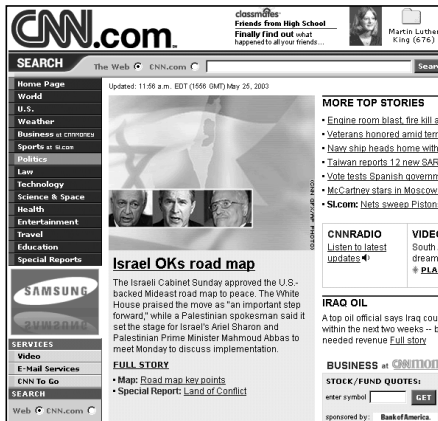 CNN.com
classmates
Friends from High School
Finally find out what
happened to all your friends...
Martin Luther
King (676)
SEARCH
The Web
CNN.com
Sear
Home Page
World
U.S.
Weather
Business at CNNMONEY
Sports at SI.com
Politics
Law
Technology
Science & Space
Health
Entertainment
Travel
Education
Special Reports
SAMSUNG
SERVICES
Video
E-Mail Services
CNN To Go
SEARCH
Web CNN.com
Updated: 11:56 a.m. EDT (1556 GMT) May 25, 2003
Israel OKs road map
The Israeli Cabinet Sunday approved the U.S.-
backed Mideast road map to peace. The White
House praised the move as "an important step
forward," while a Palestinian spokesman said it
set the stage for Israel's Ariel Sharon and
Palestinian Prime Minister Mahmoud Abbas to
meet Monday to discuss implementation.
FULL STORY
• Map: Road map key points
• Special Report: Land of Conflict
MORE TOP STORIES
• Engine room blast, fire kill a
• Veterans honored amid terr
• Navy ship heads home with
• Taiwan reports 12 new SAR
• Vote tests Spanish governm
• McCartney stars in Moscow
• SI.com: Nets sweep Piston
CNNRADIO
Listen to latest
updates
VIDEO
South
dream
PLA
IRAQ OIL
A top oil official says Iraq cou
within the next two weeks -- b
needed revenue Full story
BUSINESS at CNNmon
STOCK/FUND QUOTES:
enter symbol
GET
sponsored by: Bank of America.